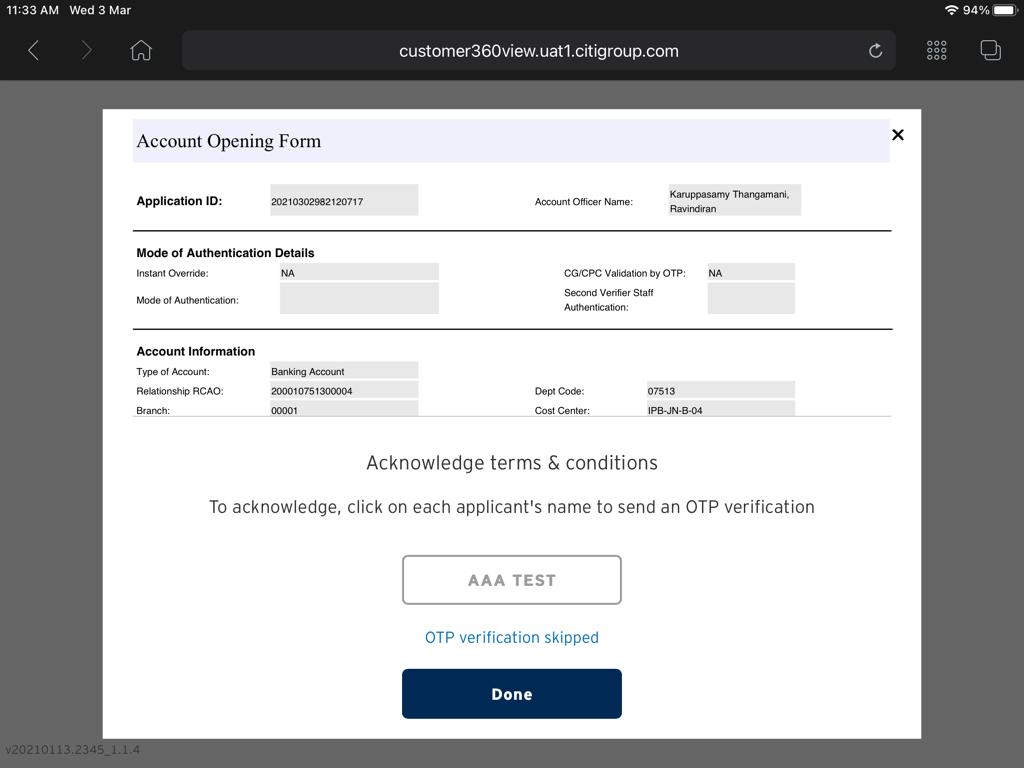 11:33 AM Wed 3 Mar
94%
customer360view.uat1.citigroup.com
Account Opening Form
Application ID: 20210302982120717 Account Officer Name: Karuppasamy Thangamani,
Ravindiran
Mode of Authentication Details
Instant Override: NA CG/CPC Validation by OTP: NA
Mode of Authentication: Second Verifier Staff
Authentication:
Account Information
Type of Account: Banking Account
Relationship RCAO: 200010751300004 Dept Code: 07513
Branch: 00001 Cost Center: IPB-JN-B-04
Acknowledge terms & conditions
To acknowledge, click on each applicant's name to send an OTP verification
AAA TEST
OTP verification skipped
Done
v20210113.2345_1.1.4